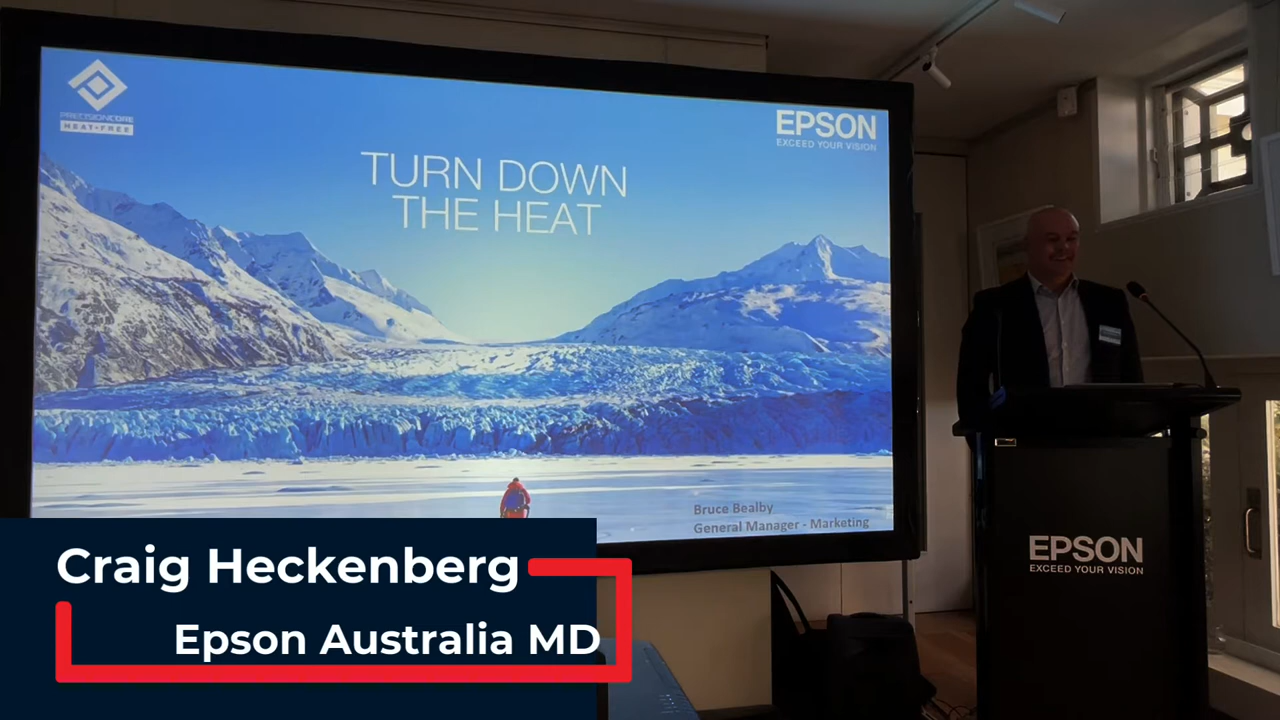 PRECISIONCORE
HEAT-FREE
EPSON
EXCEED YOUR VISION
TURN DOWN
THE HEAT
Bruce Bealby
General Manager - Marketing
Craig Heckenberg
Epson Australia MD
EPSON
EXCEED YOUR VISION